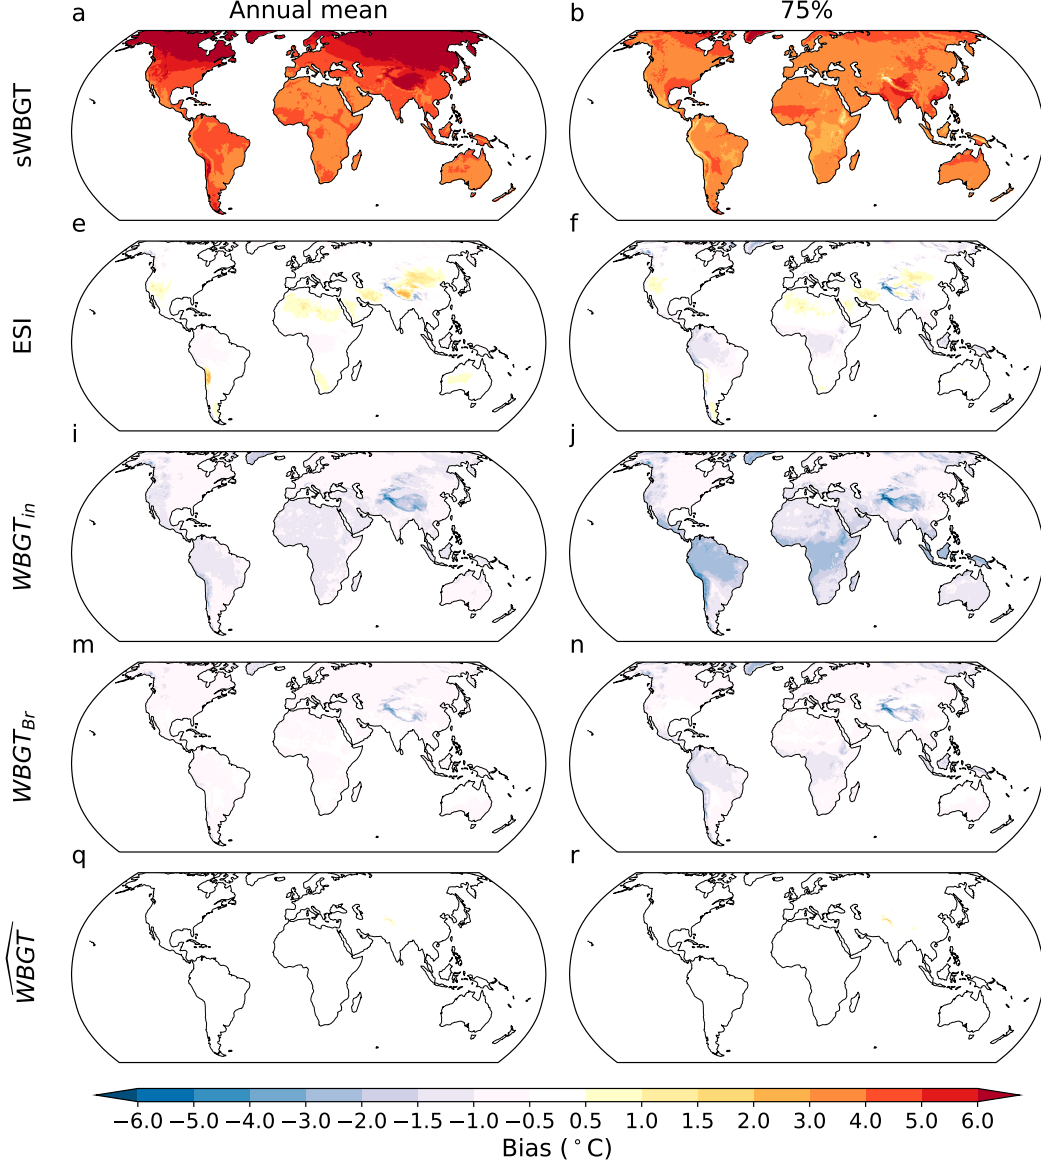 a Annual mean
b 75%
sWBGT
e
f
ESI
i
j
WBGT_in
m
n
WBGT_Br
q
r
\widehat{WBGT}
−6.0 −5.0 −4.0 −3.0 −2.0 −1.5 −1.0 −0.5 0.5 1.0 1.5 2.0 3.0 4.0 5.0 6.0
Bias (°C)